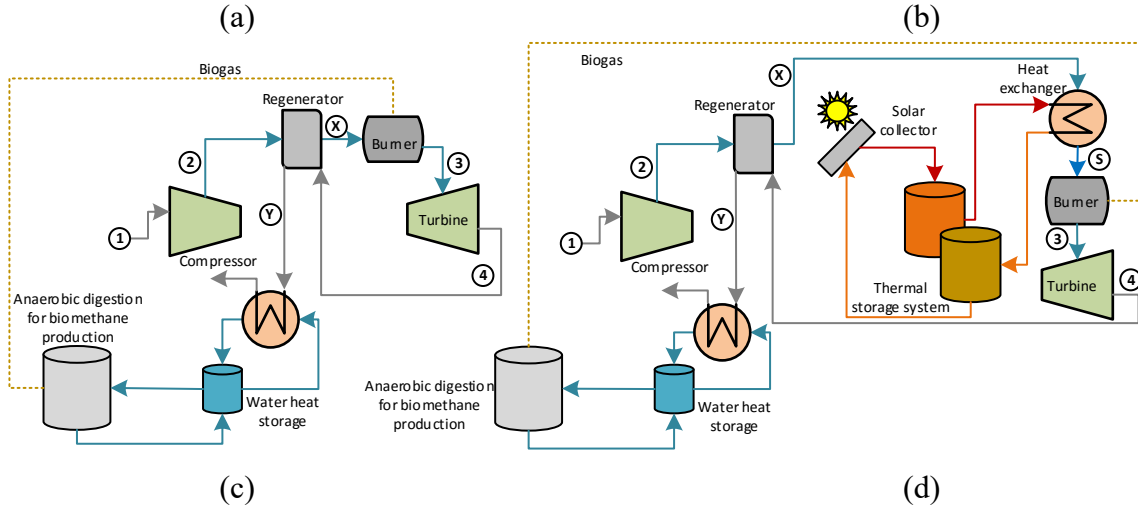 (a)
(b)
Biogas
Regenerator
X
Burner
2
3
Y
Turbine
1
Compressor
4
Anaerobic digestion
for biomethane
production
Water heat
storage
Biogas
X
Heat
exchanger
Regenerator
Solar
collector
2
S
Burner
Y
3
1
Turbine
4
Compressor
Thermal
storage system
Anaerobic digestion
for biomethane
production
Water heat
storage
(c)
(d)